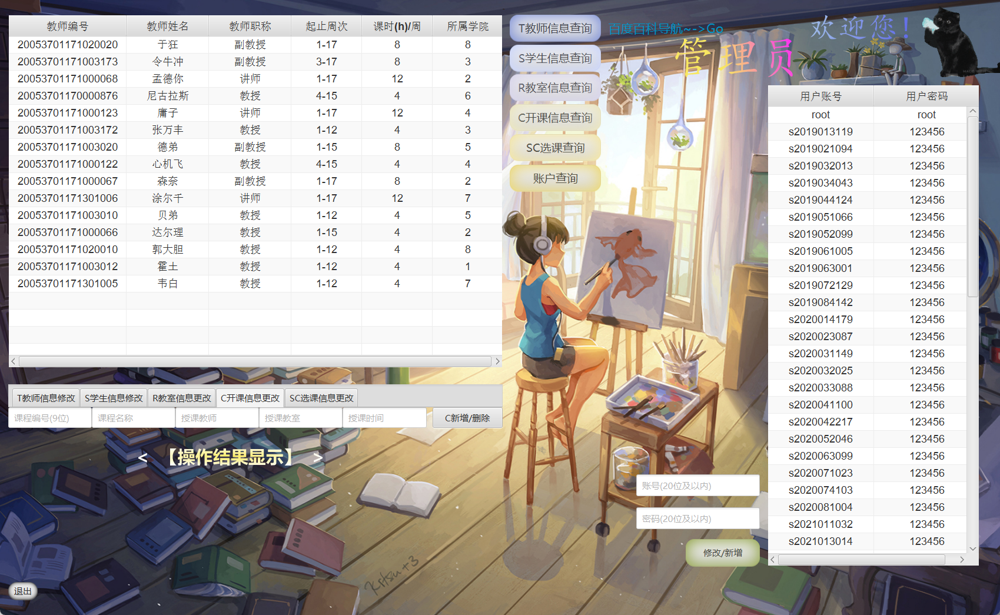 教师编号 教师姓名 教师职称 起止周次 课时(h)/周 所属学院
20053701171020020 于狂 副教授 1-17 8 8
20053701171003173 令牛冲 副教授 3-17 8 3
20053701171000068 孟德你 讲师 1-17 12 2
20053701170000876 尼古拉斯 教授 4-15 4 6
20053701171000123 庸子 讲师 1-17 12 4
20053701171003172 张万丰 教授 1-12 4 3
20053701171003020 德弟 副教授 1-15 8 5
20053701171000122 心机飞 教授 4-15 4 4
20053701171000067 森奈 副教授 1-17 8 2
20053701171301006 涂尔千 讲师 1-17 12 7
20053701171003010 贝弟 教授 1-12 4 5
20053701171000066 达尔理 教授 1-15 4 2
20053701171020010 郭大胆 教授 1-12 4 8
20053701171003012 霍土 教授 1-12 4 1
20053701171301005 韦白 教授 1-12 4 7
T教师信息查询
S学生信息查询
R教室信息查询
C开课信息查询
SC选课查询
账户查询
百度百科导航~->Go
欢迎您!
管理员
用户账号 用户密码
root root
s2019013119 123456
s2019021094 123456
s2019032013 123456
s2019034043 123456
s2019044124 123456
s2019051066 123456
s2019052099 123456
s2019061005 123456
s2019063001 123456
s2019072129 123456
s2019084142 123456
s2020014179 123456
s2020023087 123456
s2020031149 123456
s2020032025 123456
s2020033088 123456
s2020041100 123456
s2020042217 123456
s2020052046 123456
s2020063099 123456
s2020071023 123456
s2020074103 123456
s2020081004 123456
s2021011032 123456
s2021013014 123456
T教师信息修改 S学生信息修改 R教室信息更改 C开课信息更改 SC选课信息更改
课程编号(9位) 课程名称 授课教师 授课教室 授课时间 C新增/删除
< 【操作结果显示】 >
账号(20位及以内)
密码(20位及以内)
修改/新增
退出